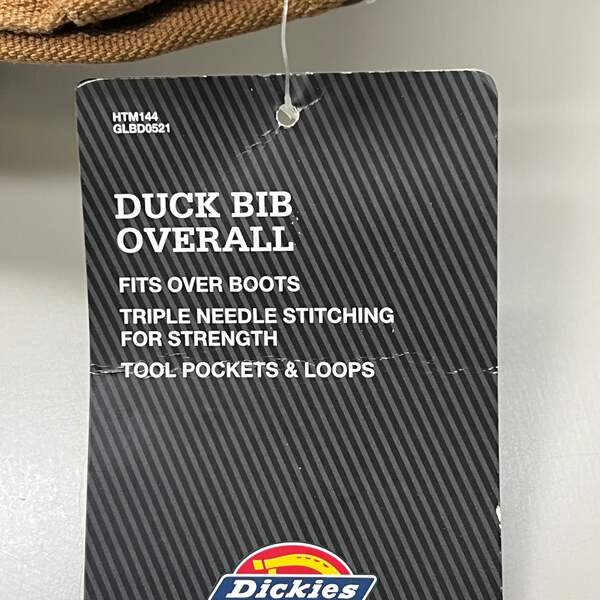 HTM144
GLBD0521
DUCK BIB
OVERALL
FITS OVER BOOTS
TRIPLE NEEDLE STITCHING
FOR STRENGTH
TOOL POCKETS & LOOPS
Dickies